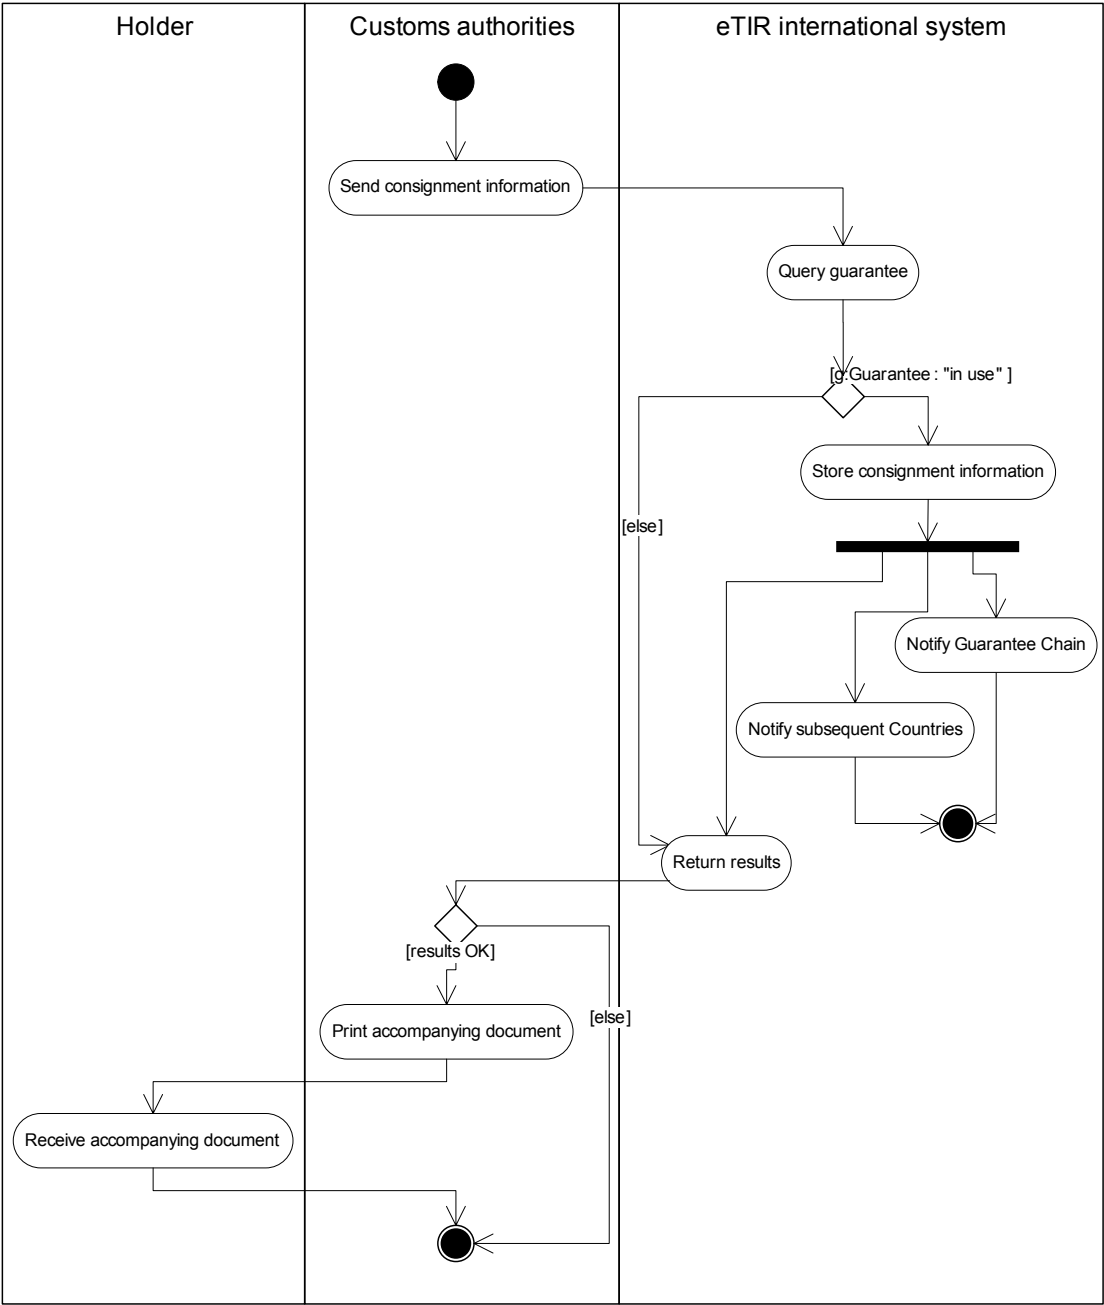 Holder
Customs authorities
eTIR international system
Send consignment information
Query guarantee
[g:Guarantee : "in use" ]
Store consignment information
[else]
Notify Guarantee Chain
Notify subsequent Countries
Return results
[results OK]
[else]
Print accompanying document
Receive accompanying document